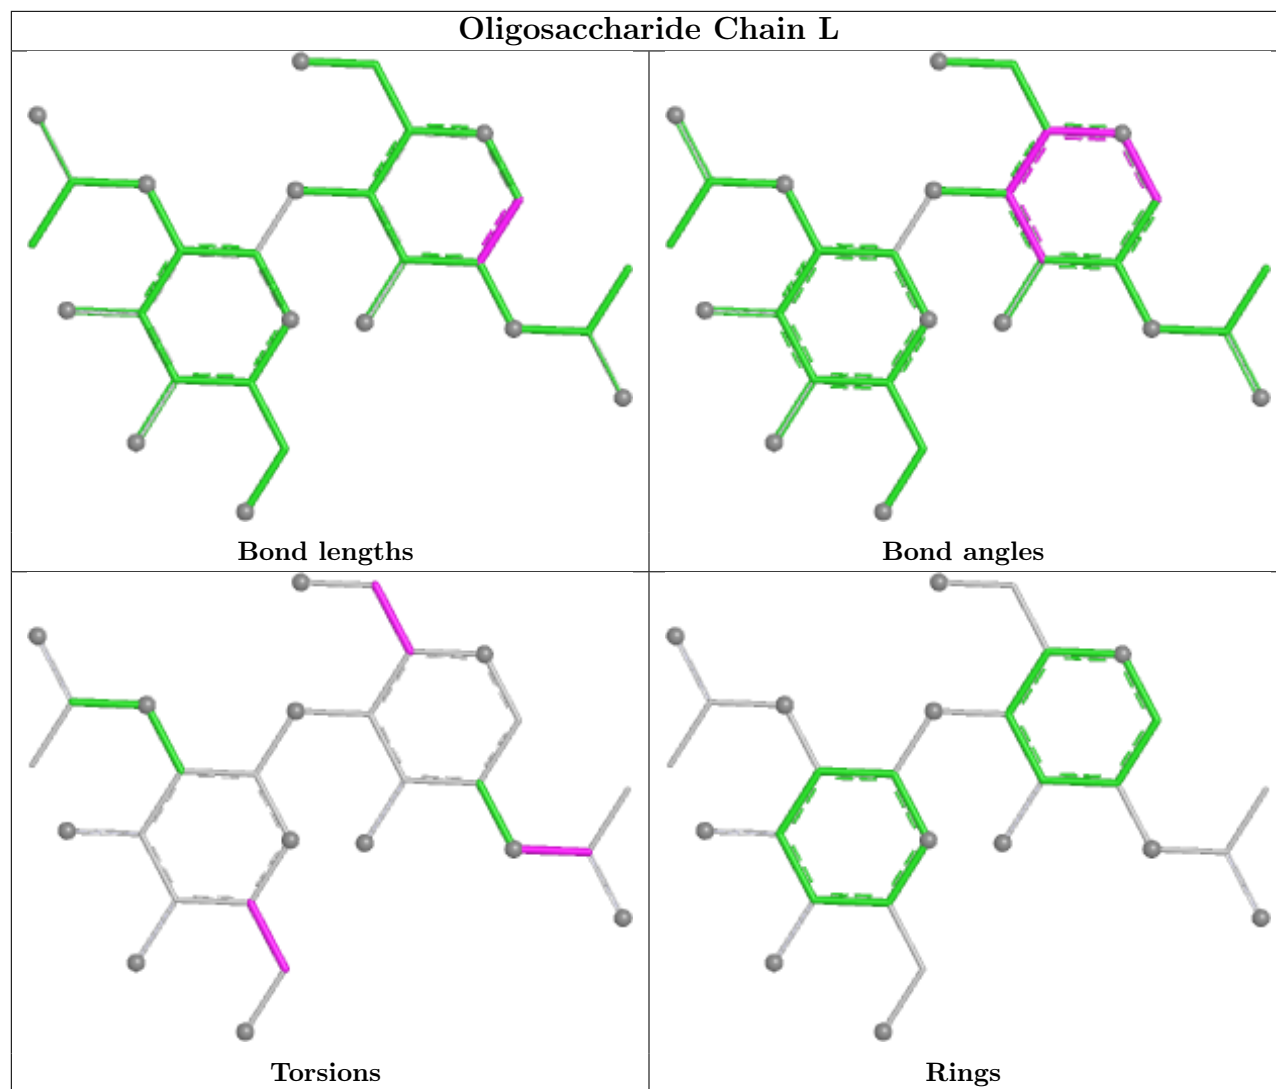 Oligosaccharide Chain L
Bond lengths
Bond angles
Torsions
Rings